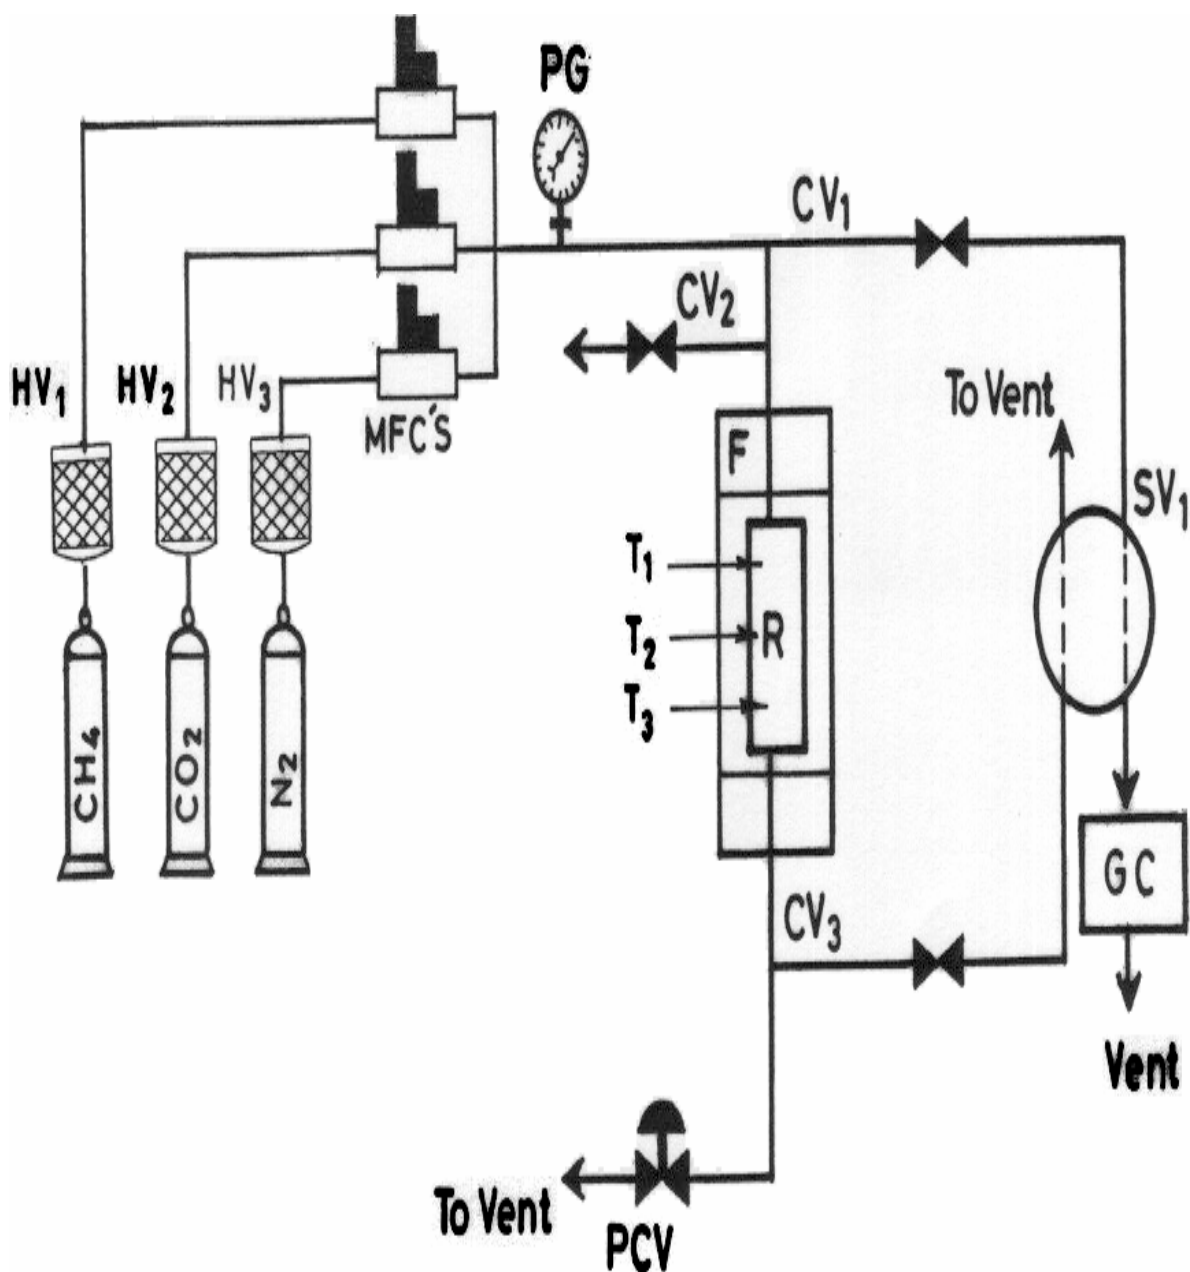 PG
CV₁
CV₂
HV₁
HV₂
HV₃
MFC'S
To Vent
F
SV₁
T₁
T₂
R
T₃
CH₄
CO₂
N₂
GC
CV₃
Vent
To Vent
PCV